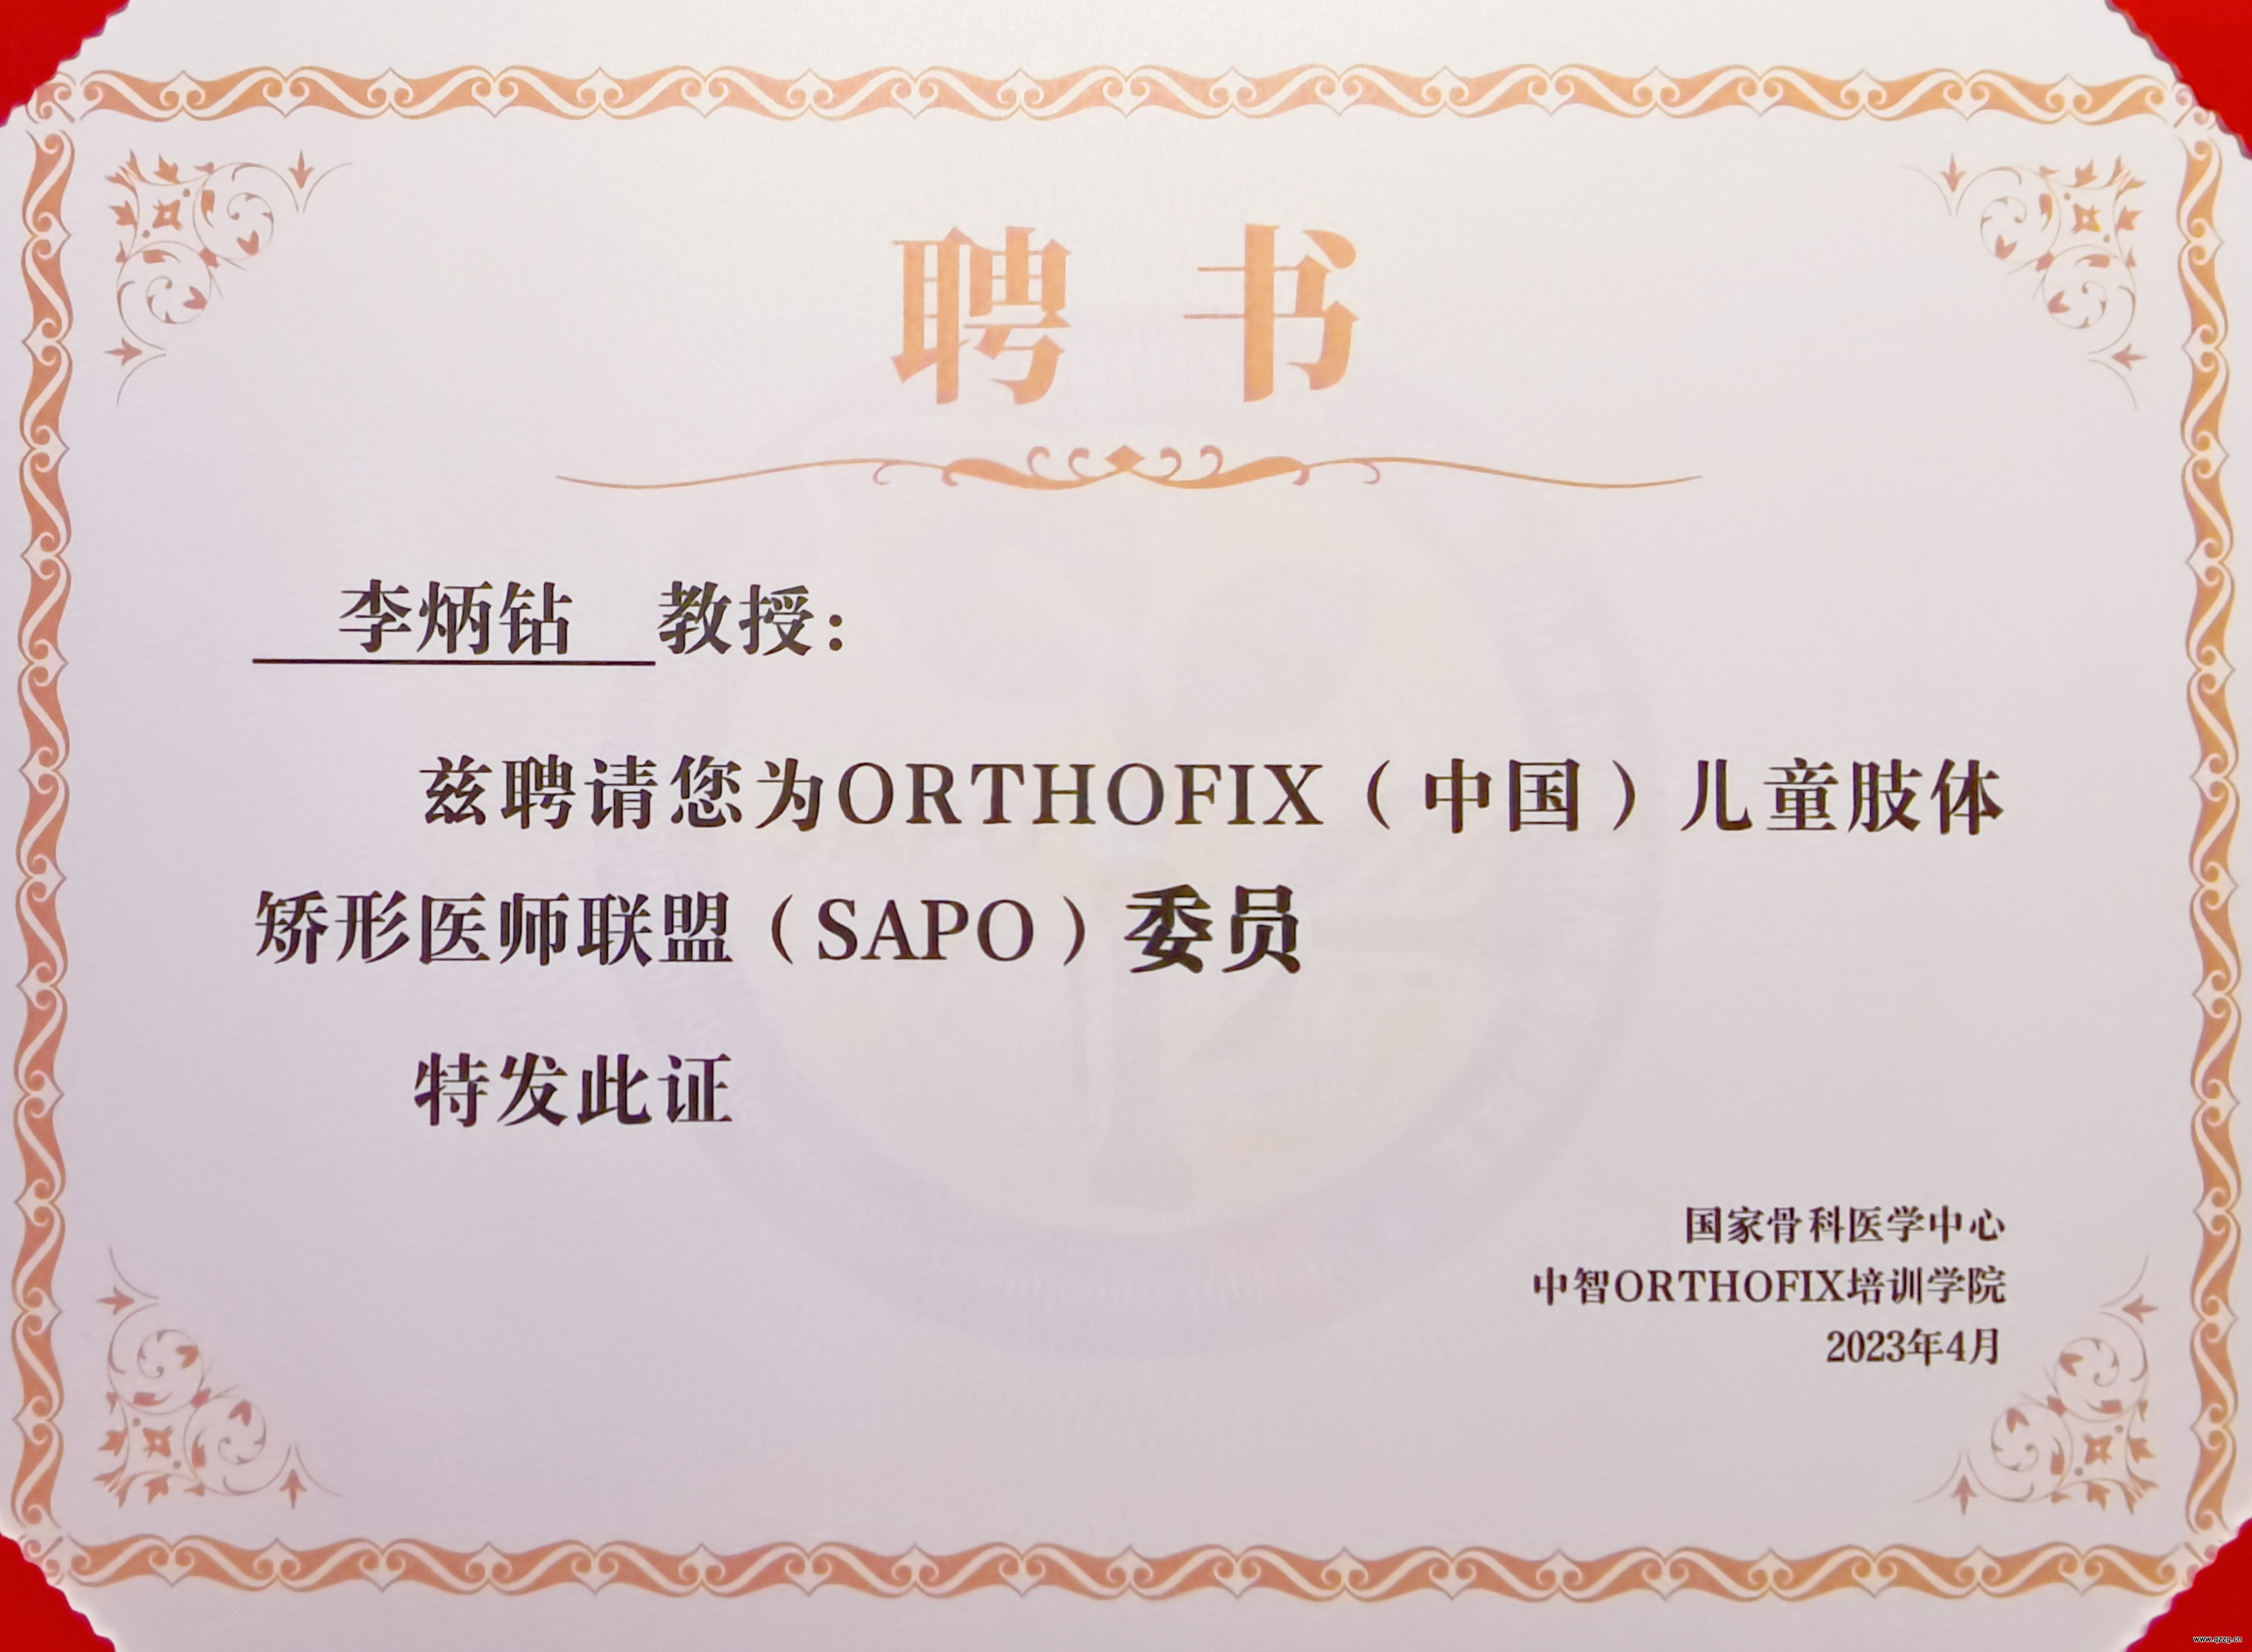 聘书
李炳钻 教授：
兹聘请您为ORTHOFIX（中国）儿童肢体
矫形医师联盟（SAPO）委员
特发此证
国家骨科医学中心
中智ORTHOFIX培训学院
2023年4月
www.qzzg.cn